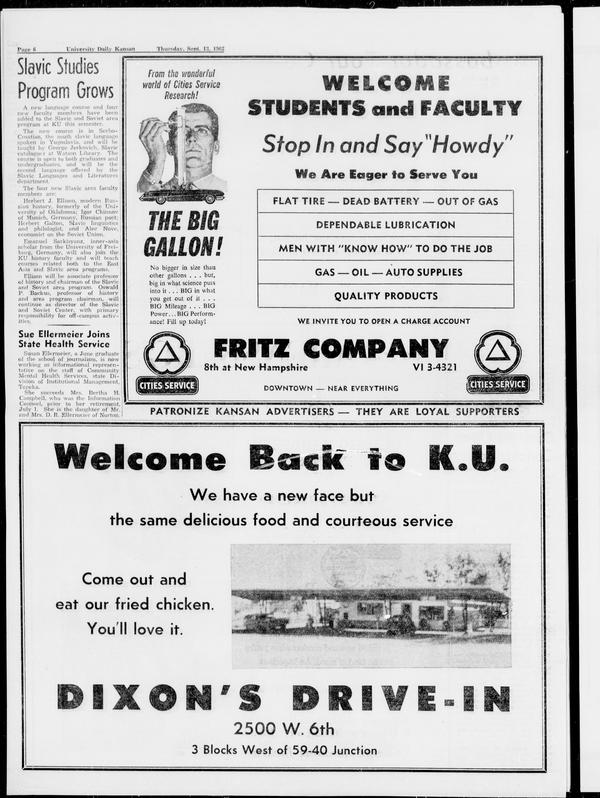 Page 6 University Daily Kansan Thursday, Sept. 13, 1962
Slavic Studies
Program Grows
A new language course and four
new faculty members have been
added to the Slavic and Soviet area
program at KU this semester.
The new course is in Serbo-
Croatian, the south slavic language
spoken in Yugoslavia, and will be
taught by George Jerkovich, Slavic
cataloguer at Watson Library. The
course is open to both graduates and
undergraduates, and will be the
second language offered by the
Slavic Languages and Literatures
department.
The four new Slavic area faculty
members are:
Herbert J. Ellison, modern Rus-
sian history, formerly of the Uni-
versity of Oklahoma; Igor Chinnov
of Munich, Germany, Russian poet;
Herbert Galton, Slavic linguistics
and philologist, and Alec Nove,
economist on the Soviet Union.
Emanuel Sarkisyanz, inner-asia
scholar from the University of Frei-
burg, Germany, will also join the
KU history faculty and will teach
courses related both to the East
Asia and Slavic area programs.
Ellison will be associate professor
of history and chairman of the Slavic
and Soviet area program. Oswald
P. Backus, professor of history
and area program chairman, will
continue as director of the Slavic
and Soviet Center, with primary
responsibility for off-campus activ-
ities.
Sue Ellermeier Joins
State Health Service
Susan Ellermeier, a June graduate
of the school of journalism, is now
working as informational represen-
tative on the staff of Community
Mental Health Services, state Di-
vision of Institutional Management,
Topeka.
She succeeds Mrs. Bertha M.
Campbell, who was the Information
Counsel, prior to her retirement,
July 1. She is the daughter of Mr.
and Mrs. D. R. Ellermeier of Norton.
From the wonderful
world of Cities Service
Research!
THE BIG
GALLON!
No bigger in size than
other gallons . . . but,
big in what science puts
into it . . . BIG in what
you get out of it . . .
BIG Mileage . . . BIG
Power...BIG Perform-
ance! Fill up today!
WELCOME
STUDENTS and FACULTY
Stop In and Say "Howdy"
We Are Eager to Serve You
FLAT TIRE — DEAD BATTERY — OUT OF GAS
DEPENDABLE LUBRICATION
MEN WITH "KNOW HOW" TO DO THE JOB
GAS — OIL — AUTO SUPPLIES
QUALITY PRODUCTS
WE INVITE YOU TO OPEN A CHARGE ACCOUNT
FRITZ COMPANY
8th at New Hampshire VI 3-4321
DOWNTOWN — NEAR EVERYTHING
CITIES SERVICE
CITIES SERVICE
PATRONIZE KANSAN ADVERTISERS — THEY ARE LOYAL SUPPORTERS
Welcome Back to K.U.
We have a new face but
the same delicious food and courteous service
Come out and
eat our fried chicken.
You'll love it.
DIXON'S DRIVE-IN
2500 W. 6th
3 Blocks West of 59-40 Junction